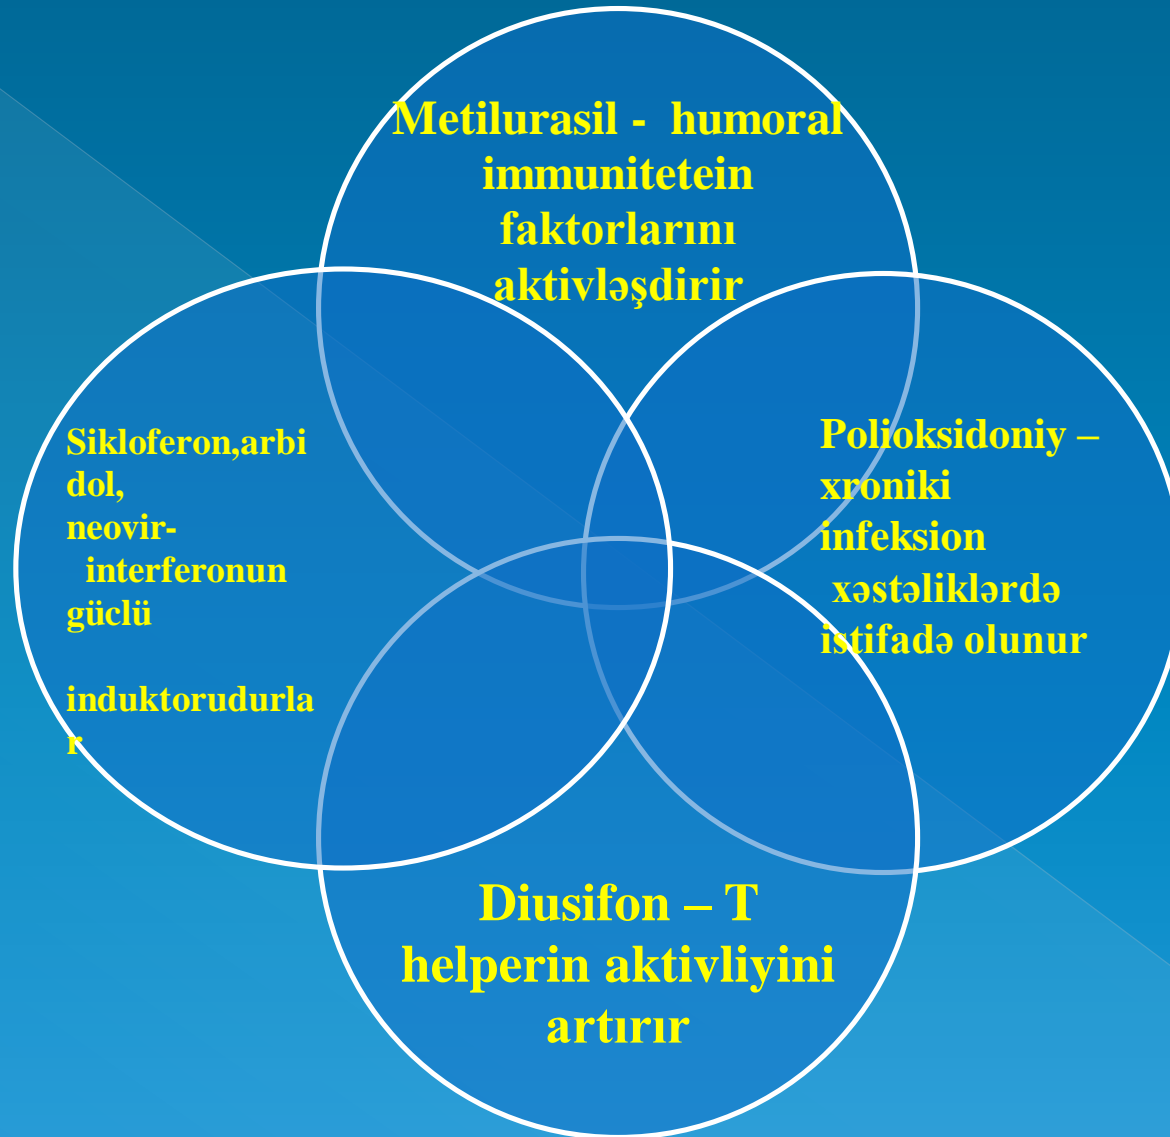 Metilurasil - humoral
immunitetein
faktorlarını
aktivləşdirir
Sikloferon,arbi
dol,
neovir-
interferonun
güclü
induktorudurla
r
Polioksidoniy –
xroniki
infeksion
xəstəliklərdə
istifadə olunur
Diusifon – T
helperin aktivliyini
artırır